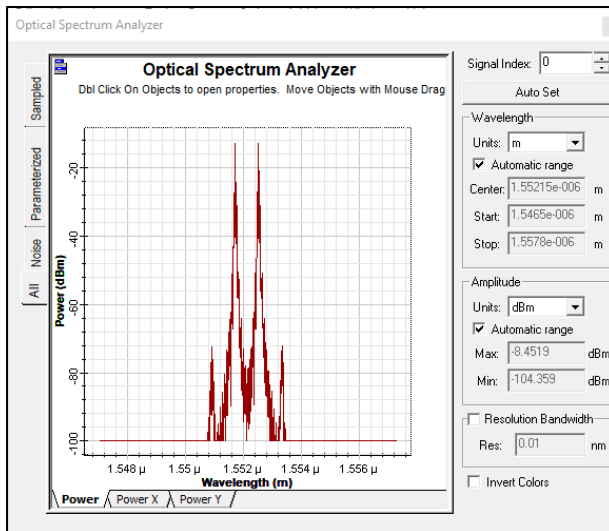 Optical Spectrum Analyzer
Optical Spectrum Analyzer
Dbl Click On Objects to open properties. Move Objects with Mouse Drag
Sampled
Parameterized
Noise
All
Power (dBm)
-20
-40
-60
-80
-100
1.548 µ
1.55 µ
1.552 µ
1.554 µ
1.556 µ
Wavelength (m)
Power
Power X
Power Y
Signal Index: 0
Auto Set
Wavelength
Units: m
Automatic range
Center: 1.55215e-006 m
Start: 1.5465e-006 m
Stop: 1.5578e-006 m
Amplitude
Units: dBm
Automatic range
Max: -8.4519 dBm
Min: -104.359 dBm
Resolution Bandwidth
Res: 0.01 nm
Invert Colors